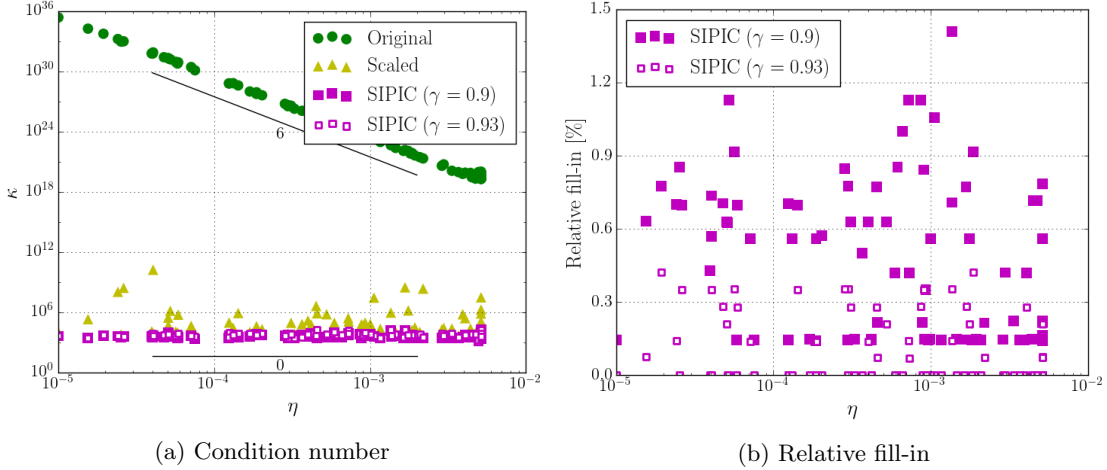 10^36
10^30
10^24
10^18
10^12
10^6
10^0
κ
Original
Scaled
SIPIC (γ = 0.9)
SIPIC (γ = 0.93)
6
0
10^-5
10^-4
10^-3
10^-2
η
(a) Condition number
1.5
1.2
0.9
0.6
0.3
0.0
Relative fill-in [%]
SIPIC (γ = 0.9)
SIPIC (γ = 0.93)
10^-5
10^-4
10^-3
10^-2
η
(b) Relative fill-in